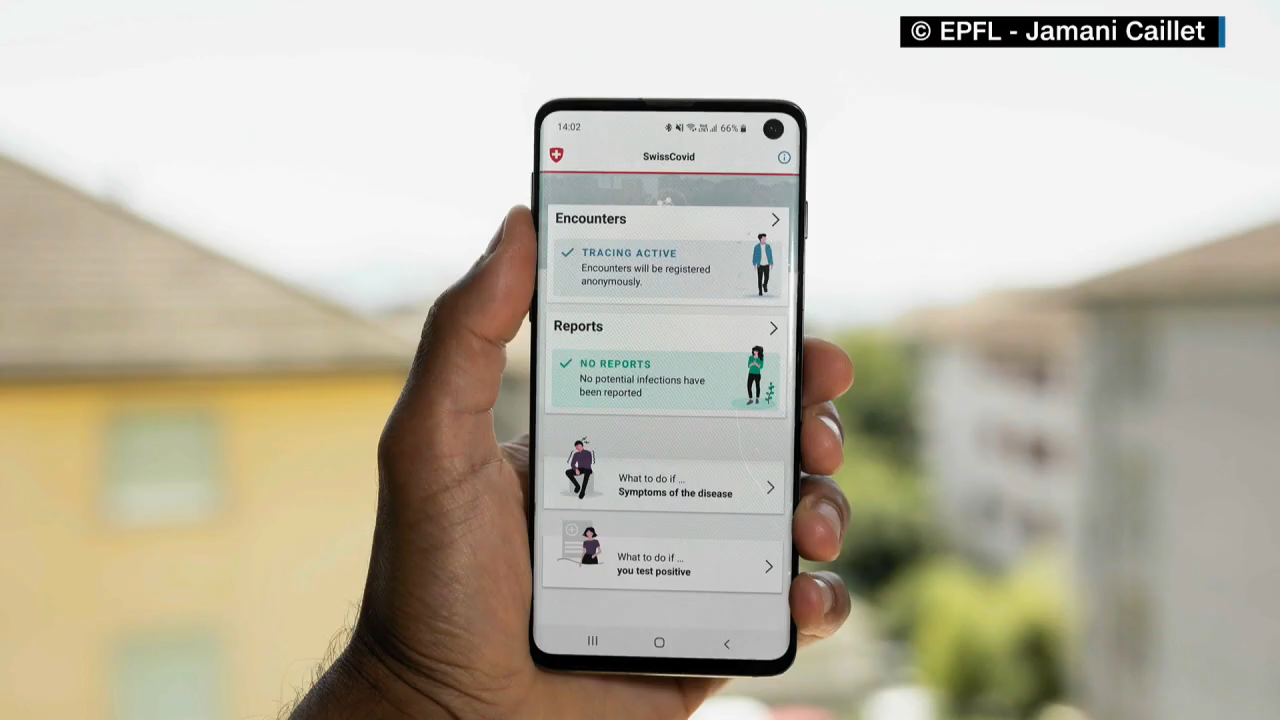 © EPFL - Jamani Caillet
14:02
66%
SwissCovid
Encounters
TRACING ACTIVE
Encounters will be registered
anonymously.
Reports
NO REPORTS
No potential infections have
been reported
What to do if ...
Symptoms of the disease
What to do if ...
you test positive